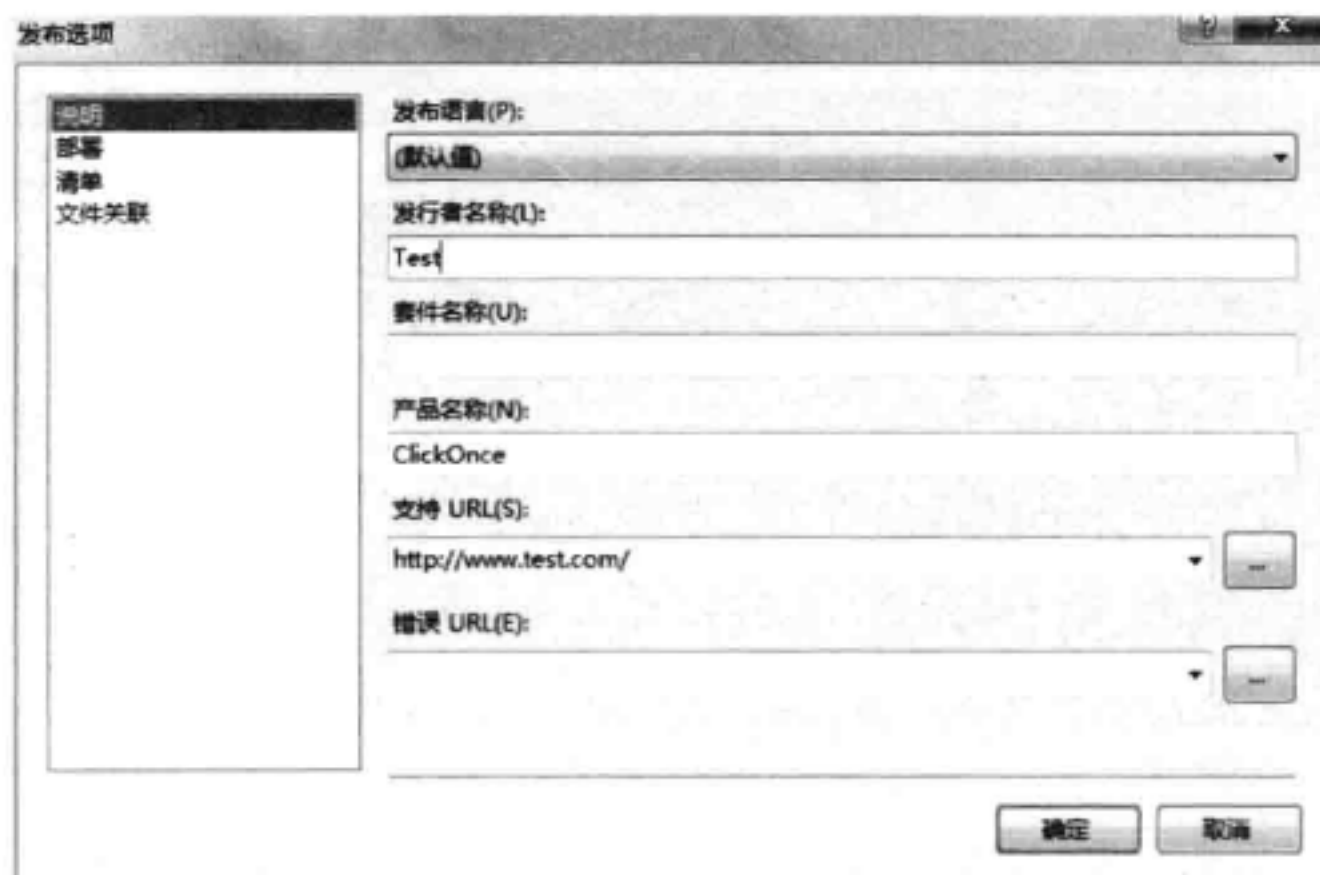 发布选项
说明
部署
清单
文件关联
发布语言(P):
(默认值)
发行者名称(L):
Test
套件名称(U):
产品名称(N):
ClickOnce
支持 URL(S):
http://www.test.com/
...
错误 URL(E):
...
确定
取消